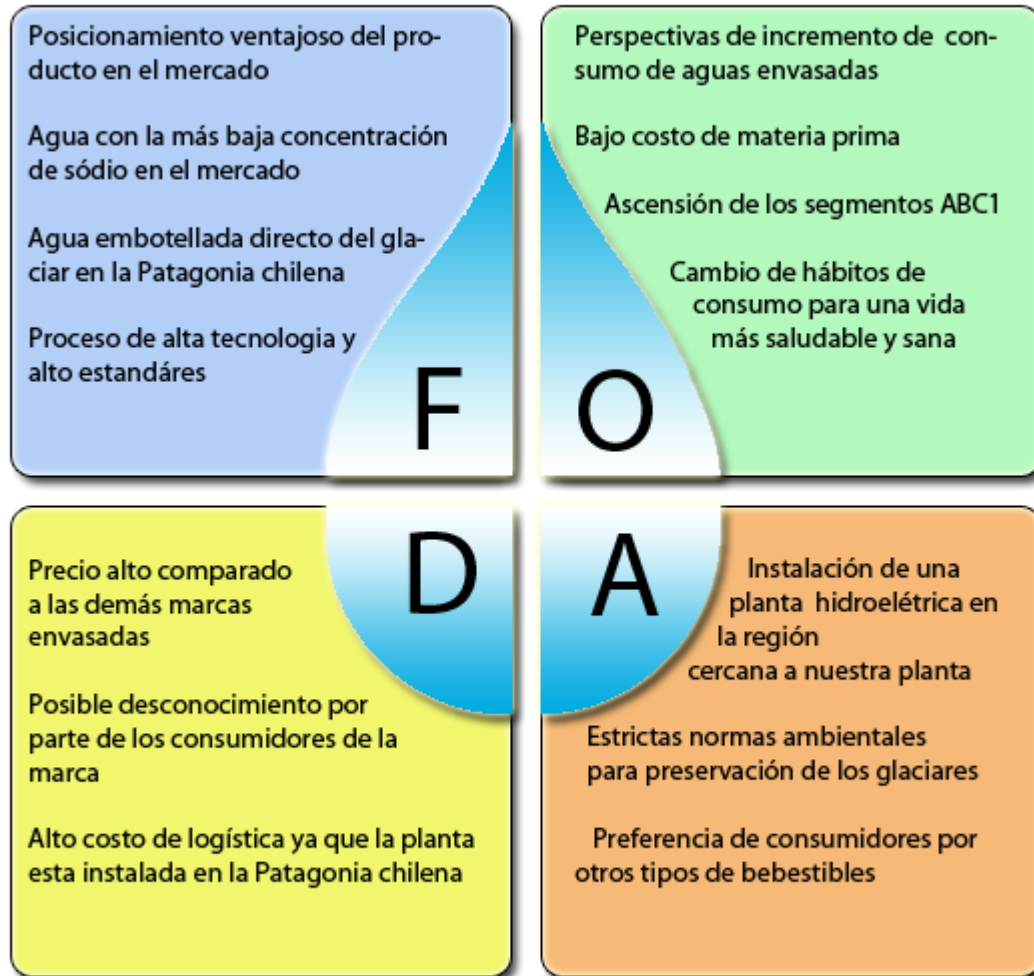 Posicionamiento ventajoso del pro-
ducto en el mercado
Agua con la más baja concentración
de sódio en el mercado
Agua embotellada directo del gla-
ciar en la Patagonia chilena
Proceso de alta tecnologia y
alto estandáres
F
Perspectivas de incremento de con-
sumo de aguas envasadas
Bajo costo de materia prima
Ascensión de los segmentos ABC1
Cambio de hábitos de
consumo para una vida
más saludable y sana
O
D
Precio alto comparado
a las demás marcas
envasadas
Posible desconocimiento por
parte de los consumidores de la
marca
Alto costo de logística ya que la planta
esta instalada en la Patagonia chilena
A
Instalación de una
planta hidroelétrica en
la región
cercana a nuestra planta
Estrictas normas ambientales
para preservación de los glaciares
Preferencia de consumidores por
otros tipos de bebestibles